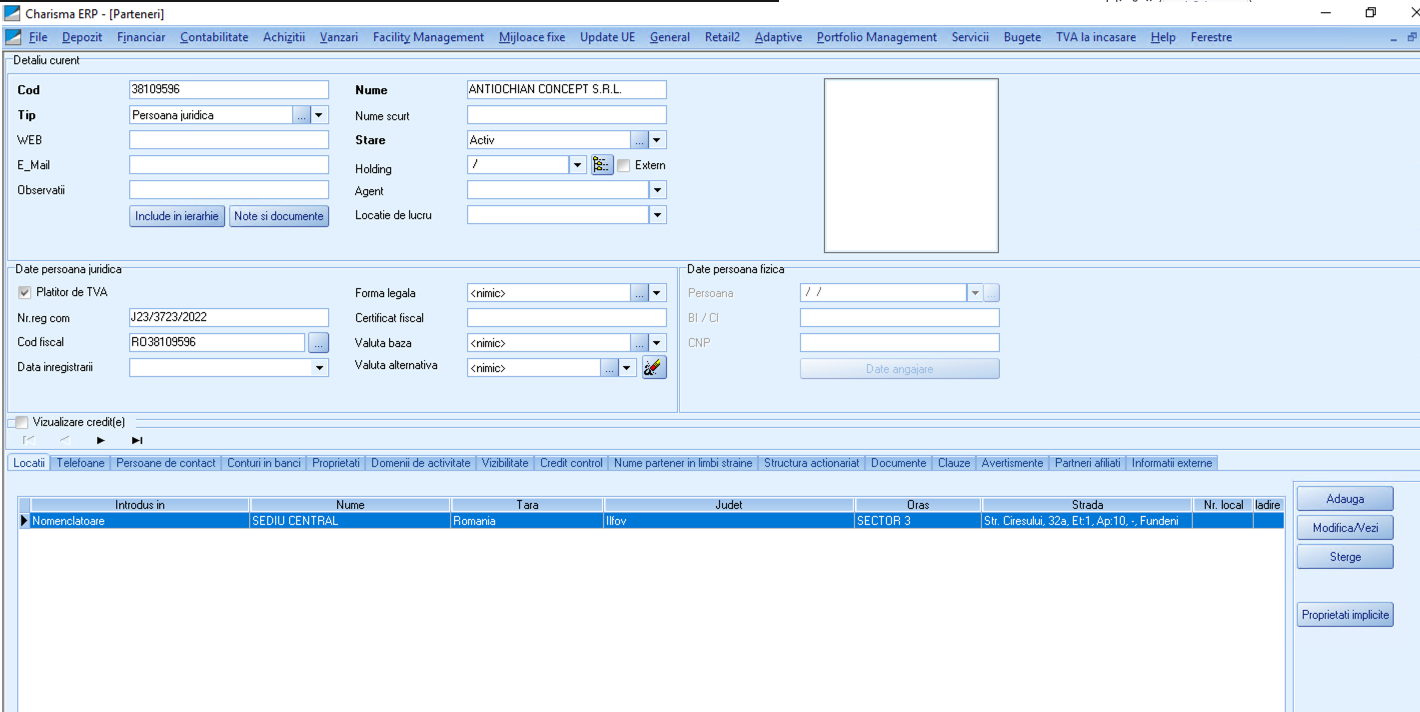 Charisma ERP - [Parteneri]
File Depozit Financiar Contabilitate Achizitii Vanzari Facility Management Mijloace fixe Update UE General Retail2 Adaptive Portfolio Management Servicii Bugete TVA la incasare Help Ferestre
Detaliu curent
Cod 38109596 Nume ANTIOCHIAN CONCEPT S.R.L.
Tip Persoana juridica ... Nume scurt
WEB Stare Activ ...
E_Mail Holding / Extern
Observatii Agent
Include in ierarhie Note si documente Locatie de lucru
Date persoana juridica Date persoana fizica
Platitor de TVA Forma legala <nimic> ... Persoana / / ...
Nr.reg com J23/3723/2022 Certificat fiscal BI / CI
Cod fiscal RO38109596 ... Valuta baza <nimic> ... CNP
Data inregistrarii Valuta alternativa <nimic> ... Date angajare
Vizualizare credit(e)
Locatii Telefoane Persoane de contact Conturi in banci Proprietati Domenii de activitate Vizibilitate Credit control Nume partener in limbi straine Structura actionariat Documente Clauze Avertismente Partneri afiliati Informatii externe
Introdus in Nume Tara Judet Oras Strada Nr. local ladire
Nomenclatoare SEDIU CENTRAL Romania Ilfov SECTOR 3 Str. Ciresului, 32a, Et:1, Ap:10, -, Fundeni
Adauga
Modifica/Vezi
Sterge
Proprietati implicite